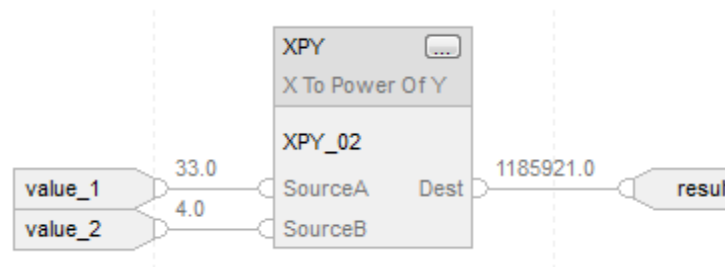 XPY ...
X To Power Of Y
XPY_02
33.0 1185921.0
value_1 SourceA Dest resul
4.0
value_2 SourceB